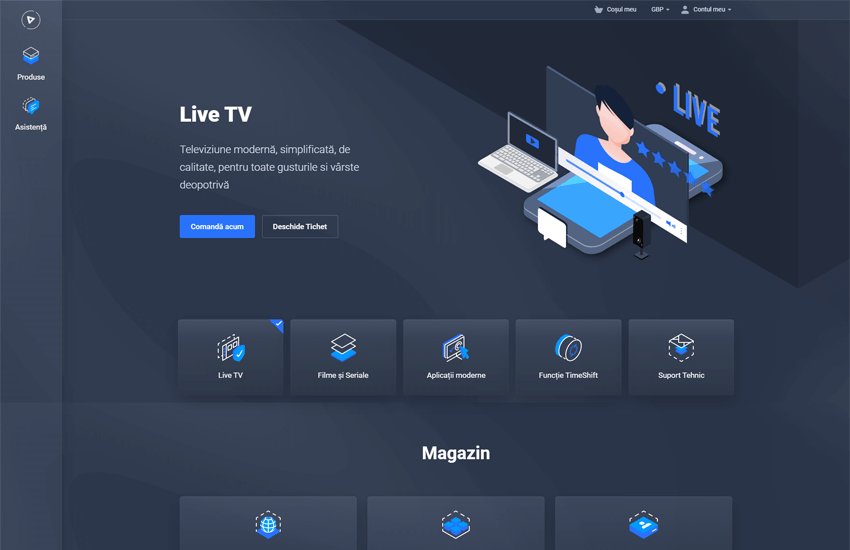 Coșul meu
GBP
Contul meu
Produse
Asistență
Live TV
Televiziune modernă, simplificată, de
calitate, pentru toate gusturile si vârste
deopotrivă
Comandă acum
Deschide Tichet
LIVE
Live TV
Filme și Seriale
Aplicații moderne
Funcție TimeShift
Suport Tehnic
Magazin